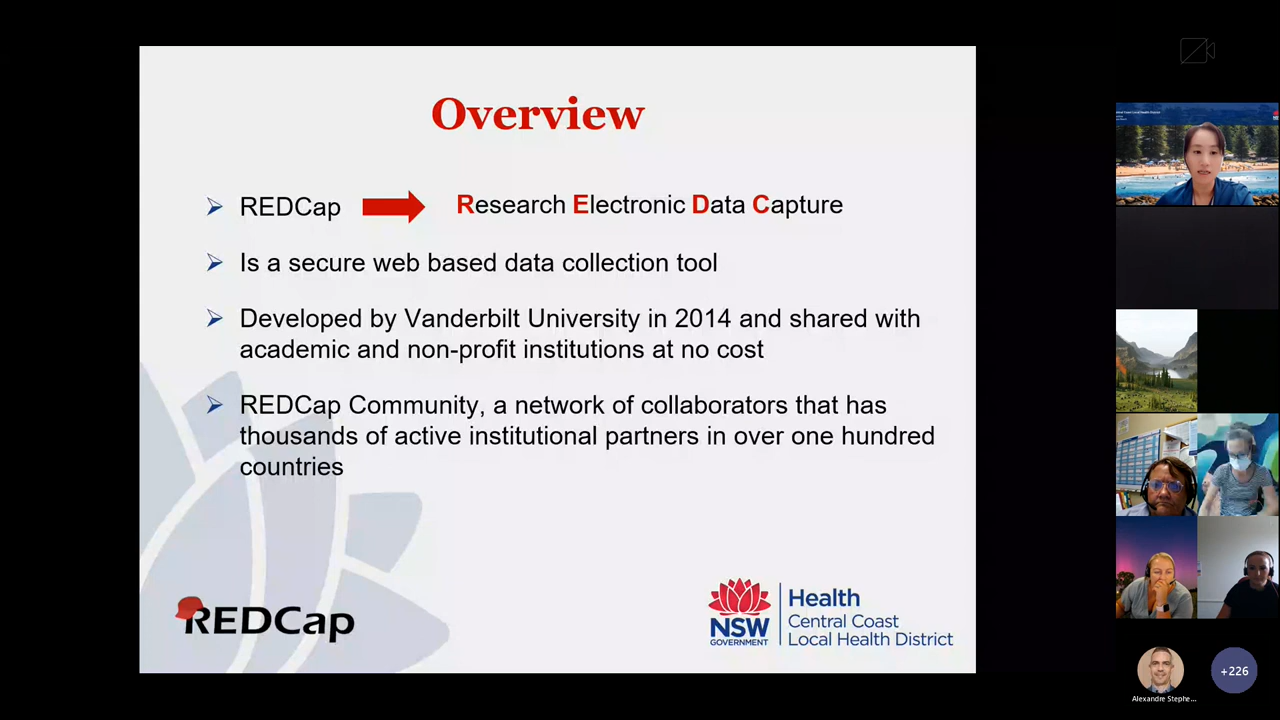 Overview
REDCap
Research Electronic Data Capture
Is a secure web based data collection tool
Developed by Vanderbilt University in 2014 and shared with
academic and non-profit institutions at no cost
REDCap Community, a network of collaborators that has
thousands of active institutional partners in over one hundred
countries
REDCap
NSW
GOVERNMENT
Health
Central Coast
Local Health District
Alexandre Stephe...
+226